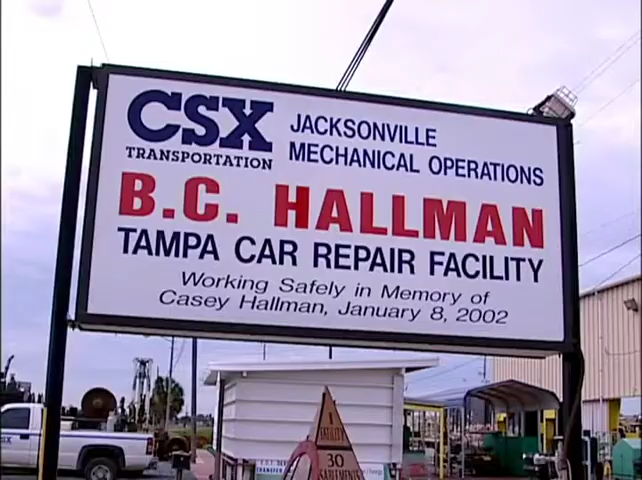 CSX
TRANSPORTATION
JACKSONVILLE
MECHANICAL OPERATIONS
B.C. HALLMAN
TAMPA CAR REPAIR FACILITY
Working Safely in Memory of
Casey Hallman, January 8, 2002
FATALITY
30